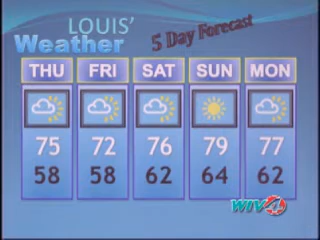 LOUIS'
Weather
5 Day Forecast
THU FRI SAT SUN MON
75 72 76 79 77
58 58 62 64 62
WIV4